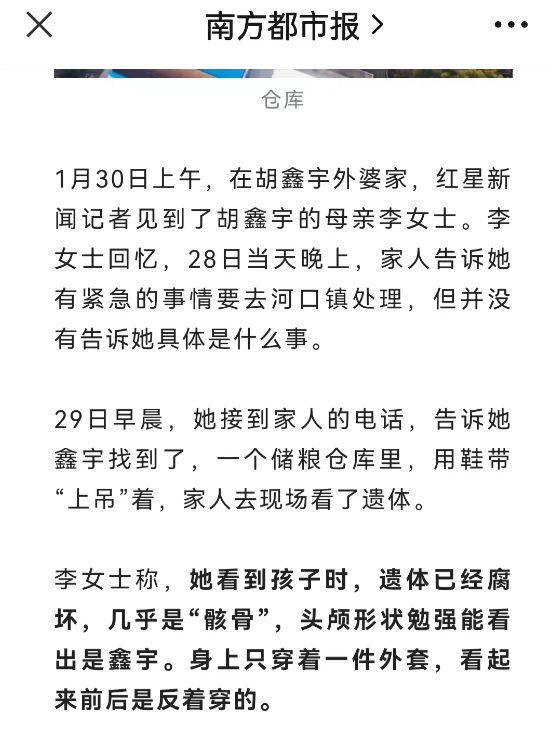 南方都市报
仓库
1月30日上午，在胡鑫宇外婆家，红星新
闻记者见到了胡鑫宇的母亲李女士。李
女士回忆，28日当天晚上，家人告诉她
有紧急的事情要去河口镇处理，但并没
有告诉她具体是什么事。
29日早晨，她接到家人的电话，告诉她
鑫宇找到了，一个储粮仓库里，用鞋带
“上吊”着，家人去现场看了遗体。
李女士称，她看到孩子时，遗体已经腐
坏，几乎是“骸骨”，头颅形状勉强能看
出是鑫宇。身上只穿着一件外套，看起
来前后是反着穿的。